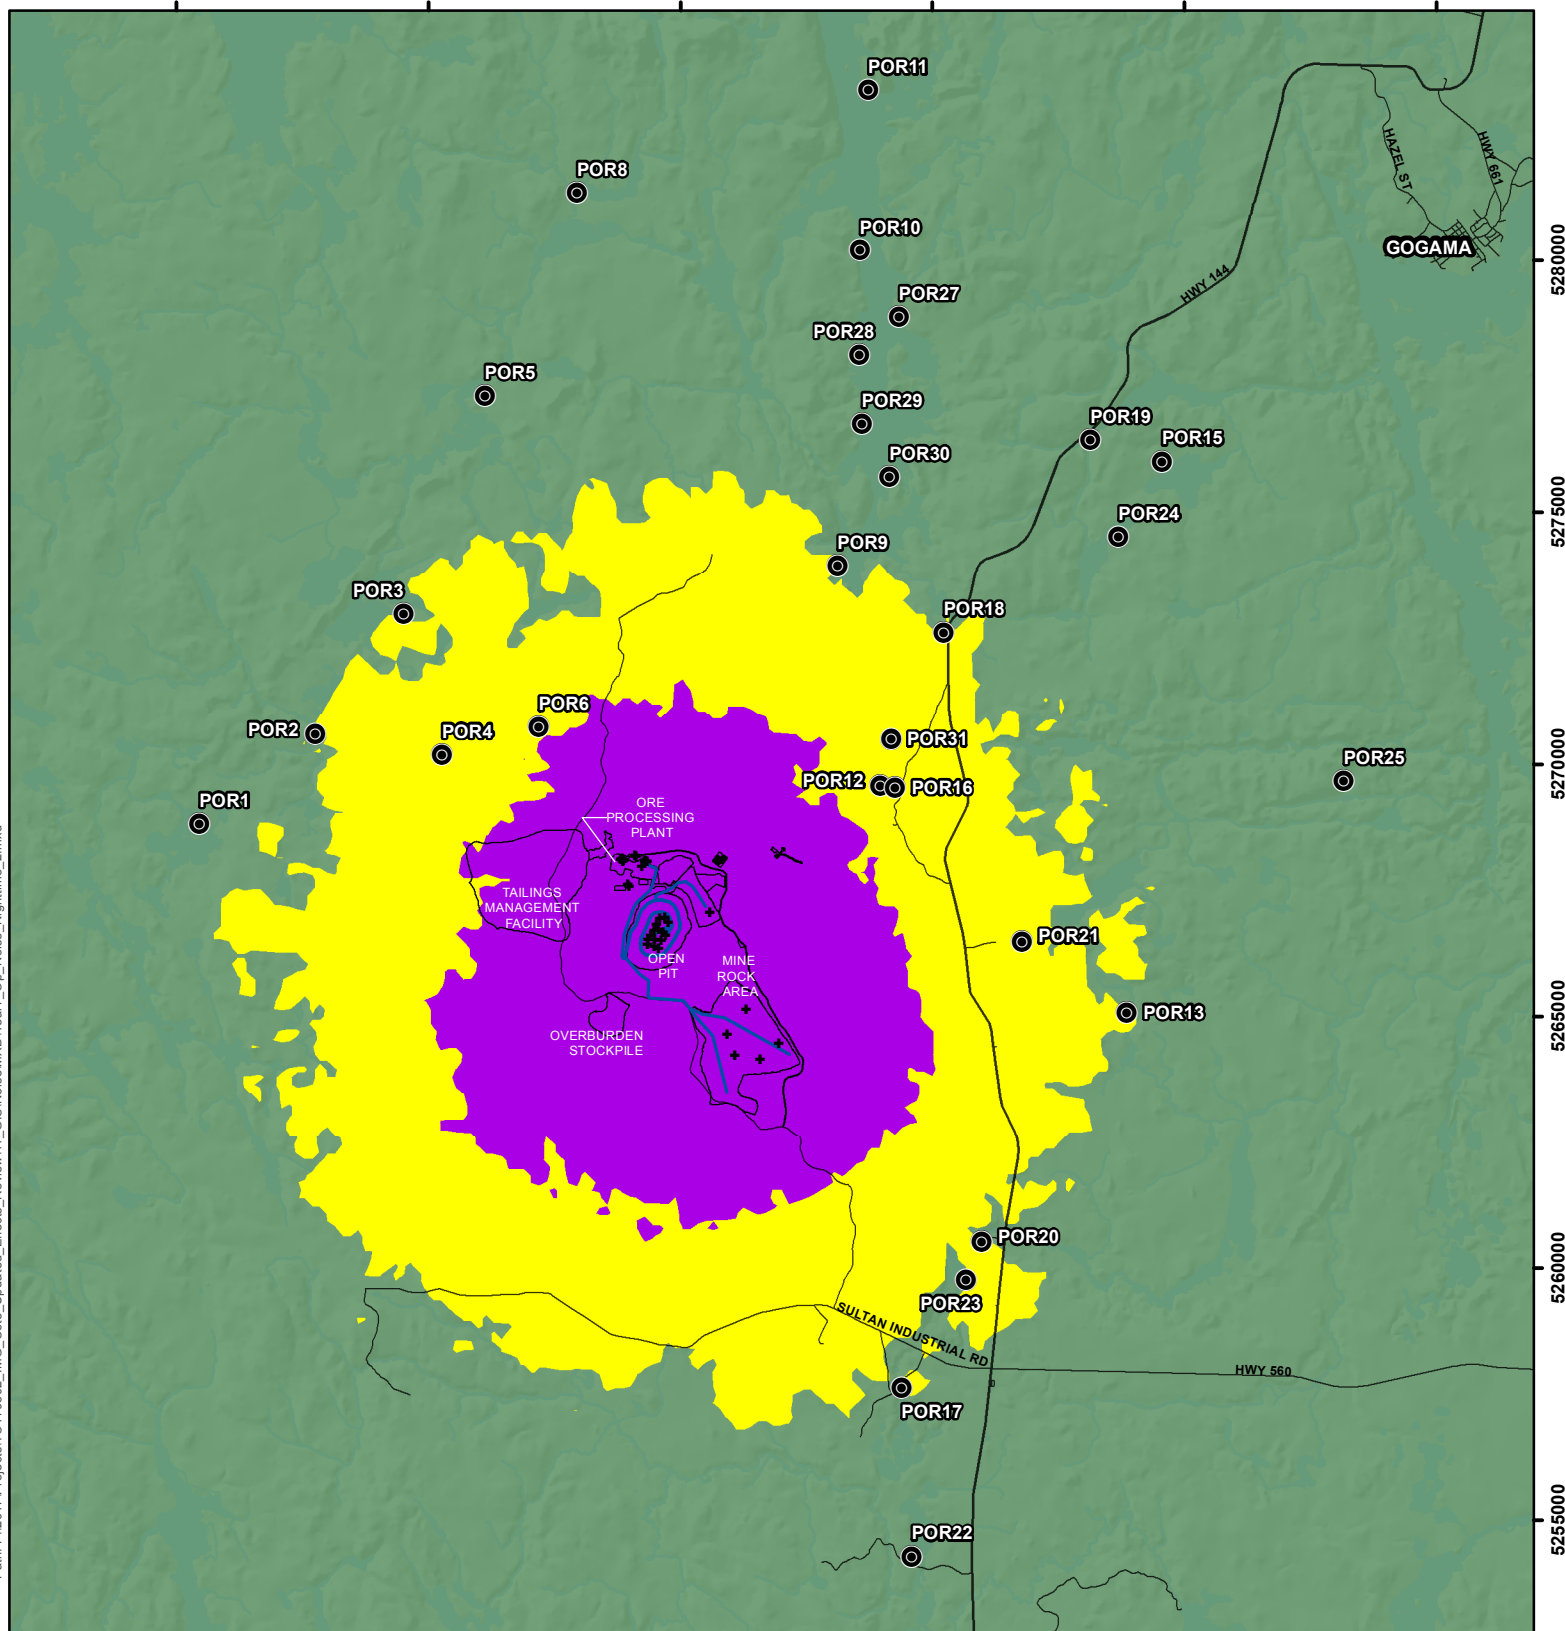 POR11
POR8
HAZEL ST
HWY 661
POR10
GOGAMA
5280000
HWY 144
POR27
POR28
POR5
POR29
POR19
POR15
POR30
POR24
5275000
POR9
POR3
POR18
POR6
POR2
POR4
POR31
POR25
5270000
POR12
POR16
POR1
ORE
PROCESSING
PLANT
TAILINGS
MANAGEMENT
FACILITY
POR21
OPEN
PIT
MINE
ROCK
AREA
POR13
5265000
OVERBURDEN
STOCKPILE
POR20
5260000
POR23
SULTAN INDUSTRIAL RD
HWY 560
POR17
POR22
5255000